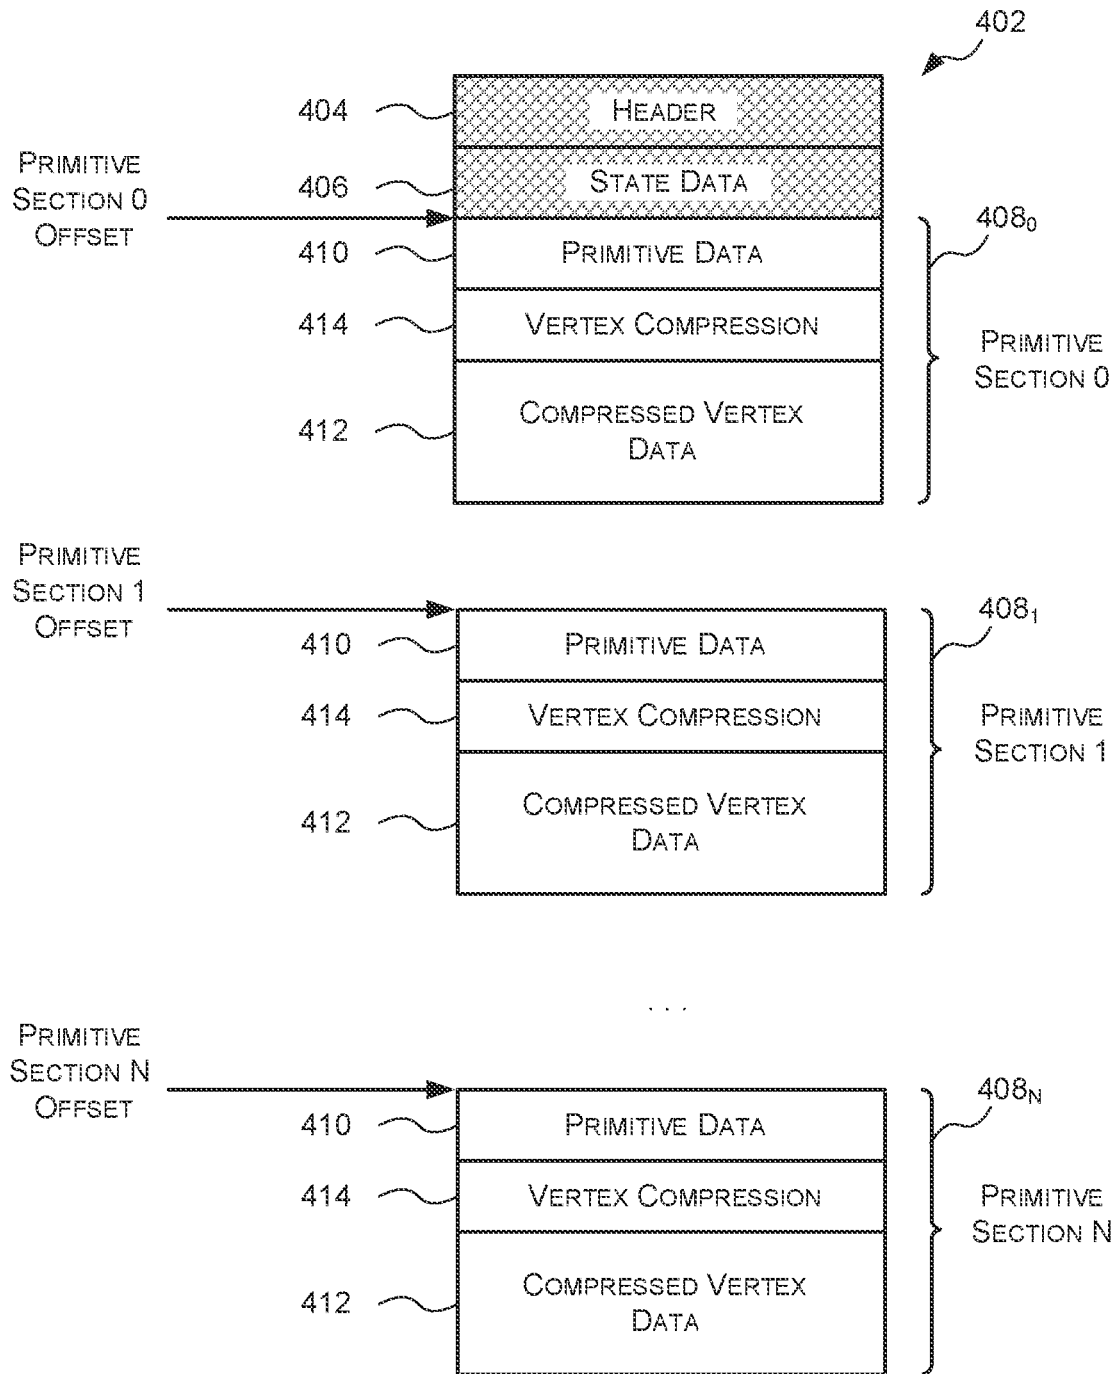 402
404
HEADER
PRIMITIVE
SECTION 0
OFFSET
406
STATE DATA
408₀
410
PRIMITIVE DATA
414
VERTEX COMPRESSION
PRIMITIVE
SECTION 0
412
COMPRESSED VERTEX
DATA
PRIMITIVE
SECTION 1
OFFSET
408₁
410
PRIMITIVE DATA
414
VERTEX COMPRESSION
PRIMITIVE
SECTION 1
412
COMPRESSED VERTEX
DATA
. . .
PRIMITIVE
SECTION N
OFFSET
408N
410
PRIMITIVE DATA
414
VERTEX COMPRESSION
PRIMITIVE
SECTION N
412
COMPRESSED VERTEX
DATA